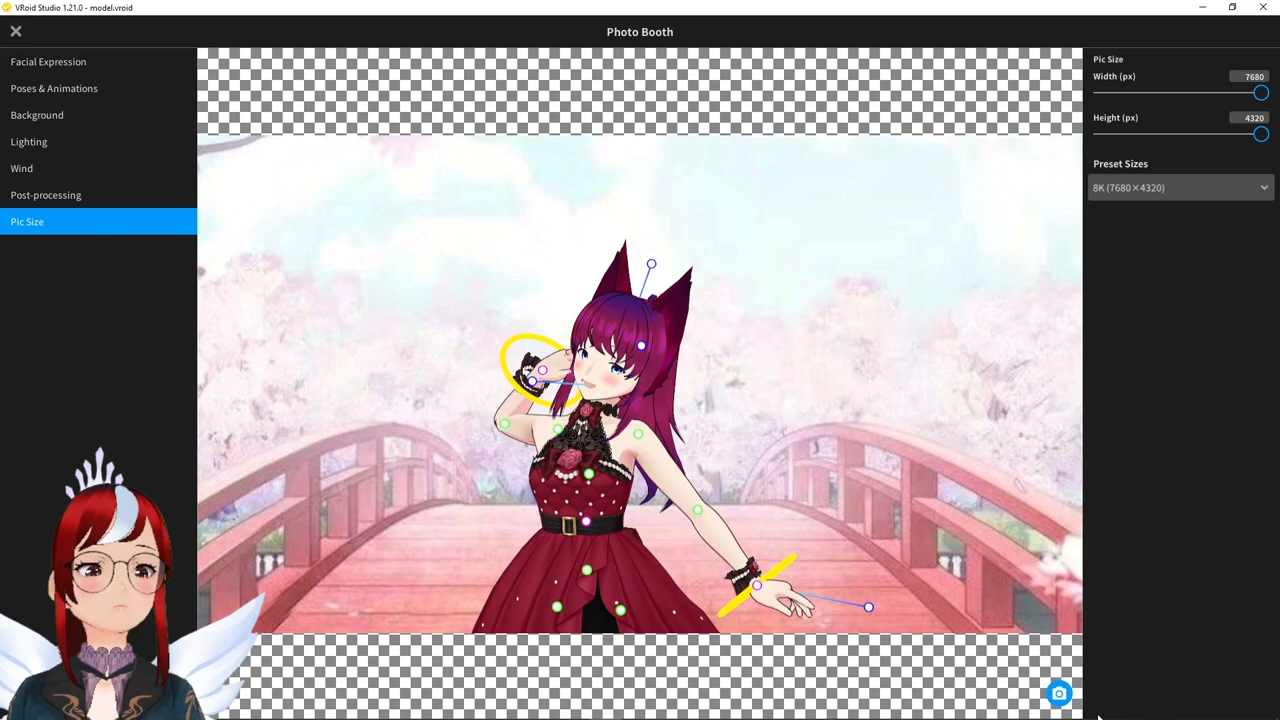 VRoid Studio 1.21.0 - model.vroid
Photo Booth
Facial Expression
Poses & Animations
Background
Lighting
Wind
Post-processing
Pic Size
Pic Size
Width (px) 7680
Height (px) 4320
Preset Sizes
8K (7680×4320)